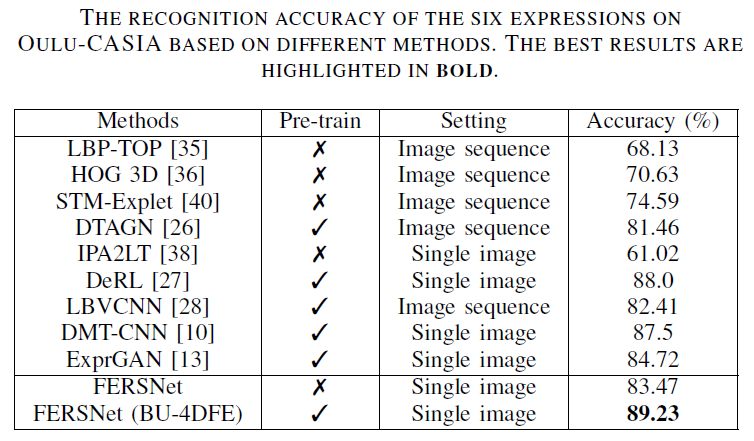 THE RECOGNITION ACCURACY OF THE SIX EXPRESSIONS ON
OULU-CASIA BASED ON DIFFERENT METHODS. THE BEST RESULTS ARE
HIGHLIGHTED IN BOLD.
Methods Pre-train Setting Accuracy (%)
LBP-TOP [35] ✗ Image sequence 68.13
HOG 3D [36] ✗ Image sequence 70.63
STM-Explet [40] ✗ Image sequence 74.59
DTAGN [26] ✓ Image sequence 81.46
IPA2LT [38] ✗ Single image 61.02
DeRL [27] ✓ Single image 88.0
LBVCNN [28] ✓ Image sequence 82.41
DMT-CNN [10] ✓ Single image 87.5
ExprGAN [13] ✓ Single image 84.72
FERSNet ✗ Single image 83.47
FERSNet (BU-4DFE) ✓ Single image 89.23